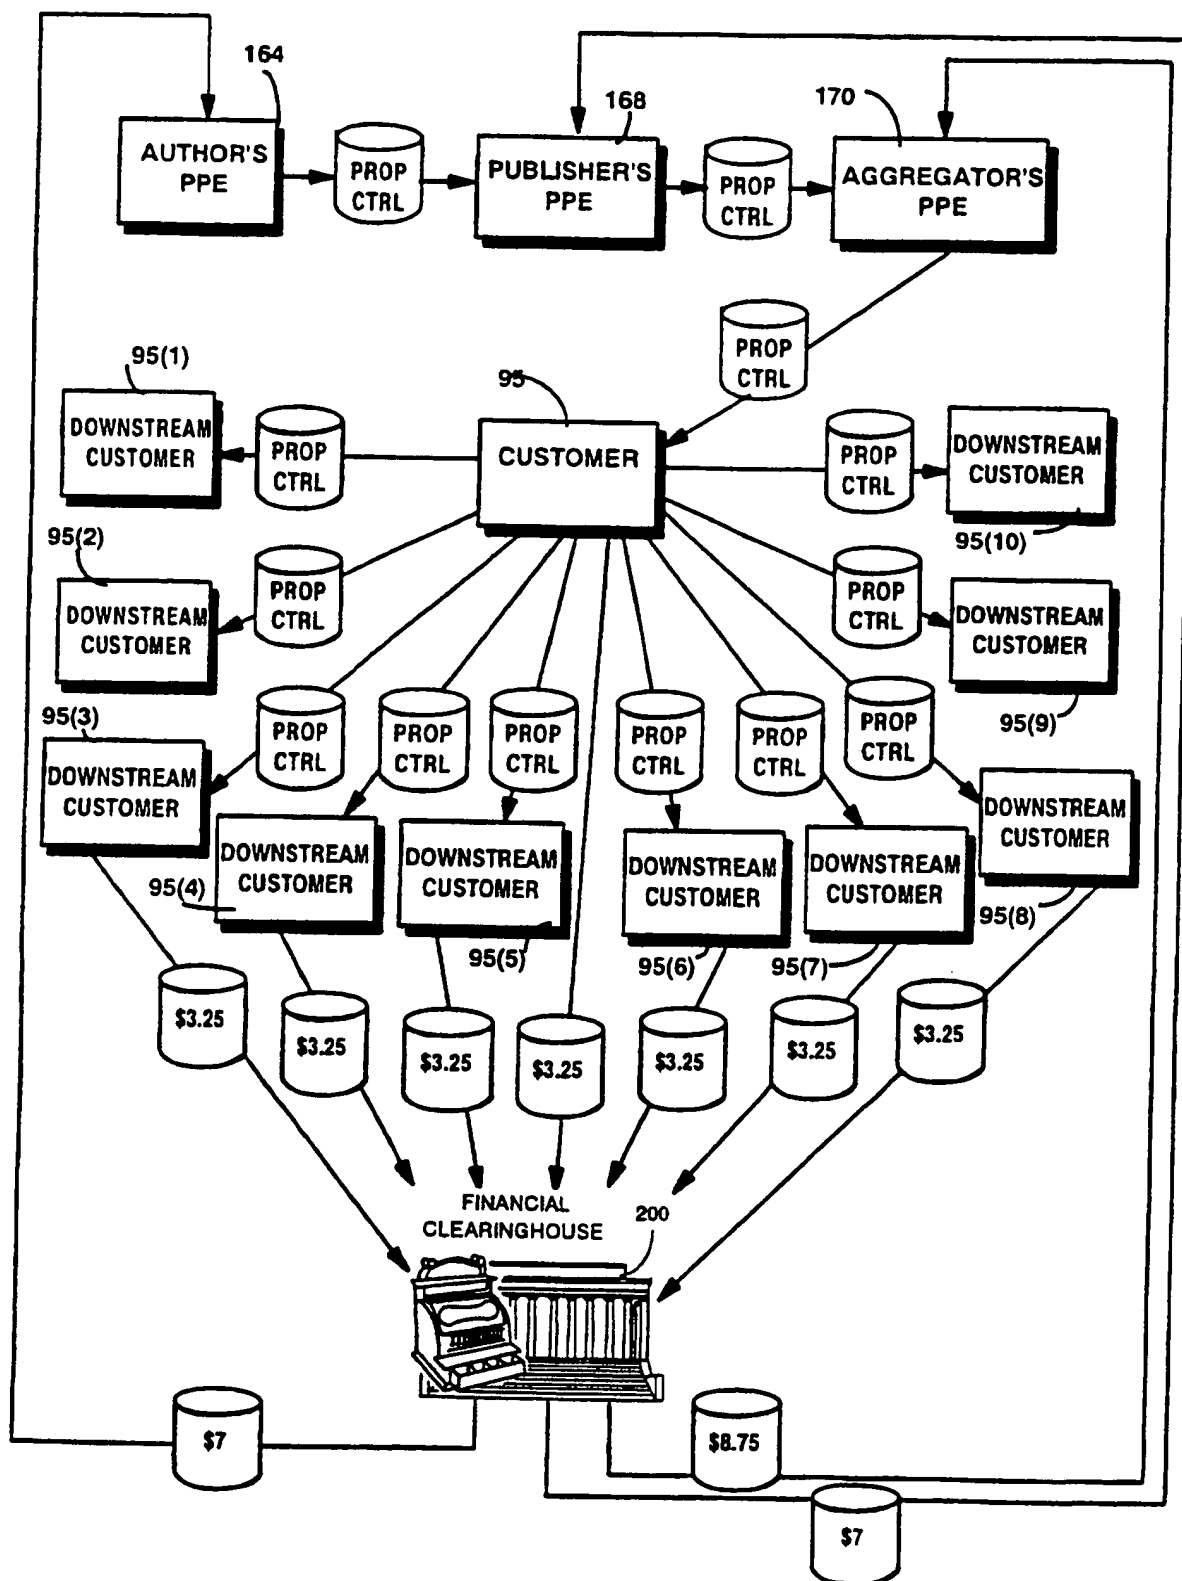 164
168
170
AUTHOR'S
PPE
PROP
CTRL
PUBLISHER'S
PPE
PROP
CTRL
AGGREGATOR'S
PPE
PROP
CTRL
95(1)
95
DOWNSTREAM
CUSTOMER
PROP
CTRL
CUSTOMER
PROP
CTRL
DOWNSTREAM
CUSTOMER
95(10)
95(2)
DOWNSTREAM
CUSTOMER
PROP
CTRL
PROP
CTRL
DOWNSTREAM
CUSTOMER
95(9)
95(3)
DOWNSTREAM
CUSTOMER
PROP
CTRL
PROP
CTRL
PROP
CTRL
PROP
CTRL
PROP
CTRL
PROP
CTRL
DOWNSTREAM
CUSTOMER
95(8)
95(4)
DOWNSTREAM
CUSTOMER
DOWNSTREAM
CUSTOMER
95(5)
DOWNSTREAM
CUSTOMER
95(6)
DOWNSTREAM
CUSTOMER
95(7)
$3.25
$3.25
$3.25
$3.25
$3.25
$3.25
$3.25
FINANCIAL
CLEARINGHOUSE
200
$7
$8.75
$7